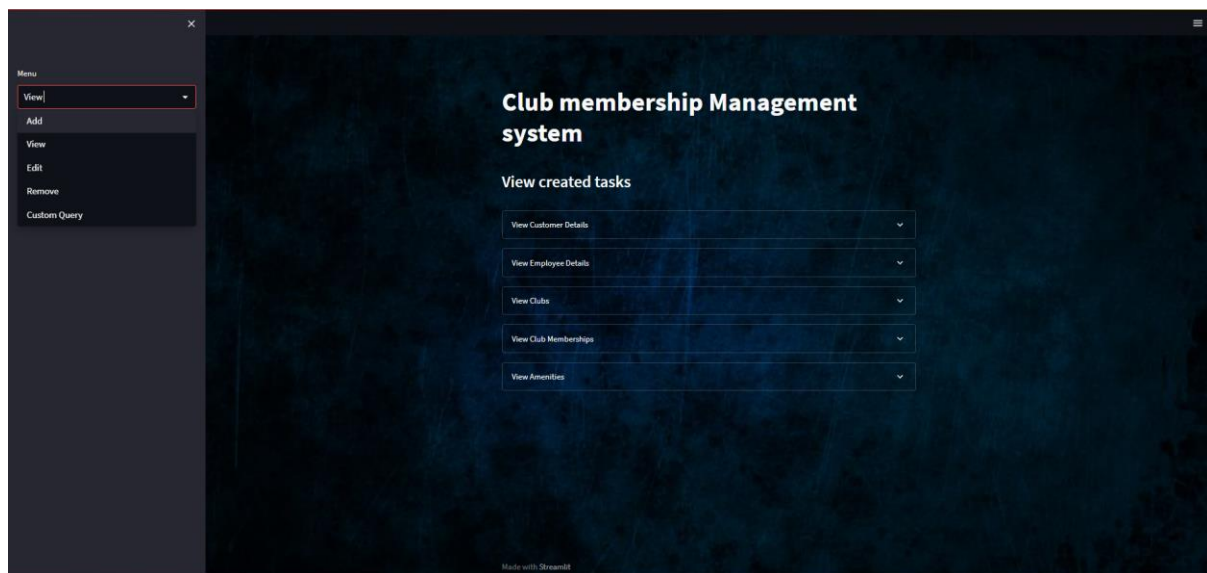 Menu
View
Add
View
Edit
Remove
Custom Query
Club membership Management
system
View created tasks
View Customer Details
View Employee Details
View Clubs
View Club Memberships
View Amenities
Made with Streamlit